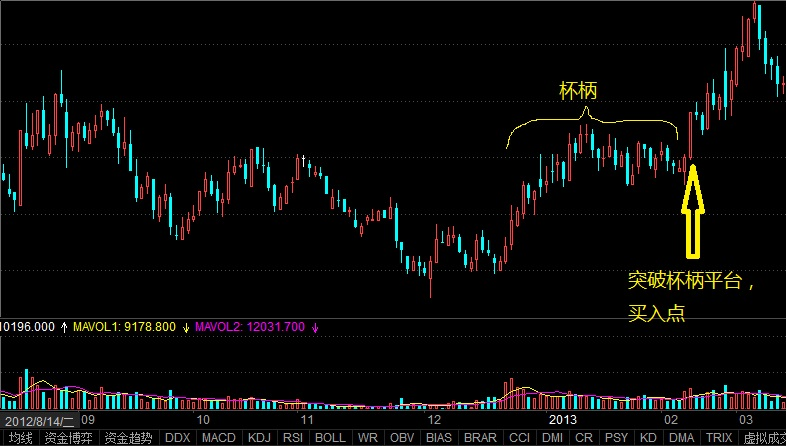 杯柄
突破杯柄平台，
买入点
10196.000 ↑ MAVOL1: 9178.800 ↓ MAVOL2: 12031.700 ↓
2012/8/14/二 09 10 11 12 2013 02 03
均线 资金博弈 资金趋势 DDX MACD KDJ RSI BOLL WR OBV BIAS BRAR CCI DMI CR PSY KD DMA TRIX 虚拟成交